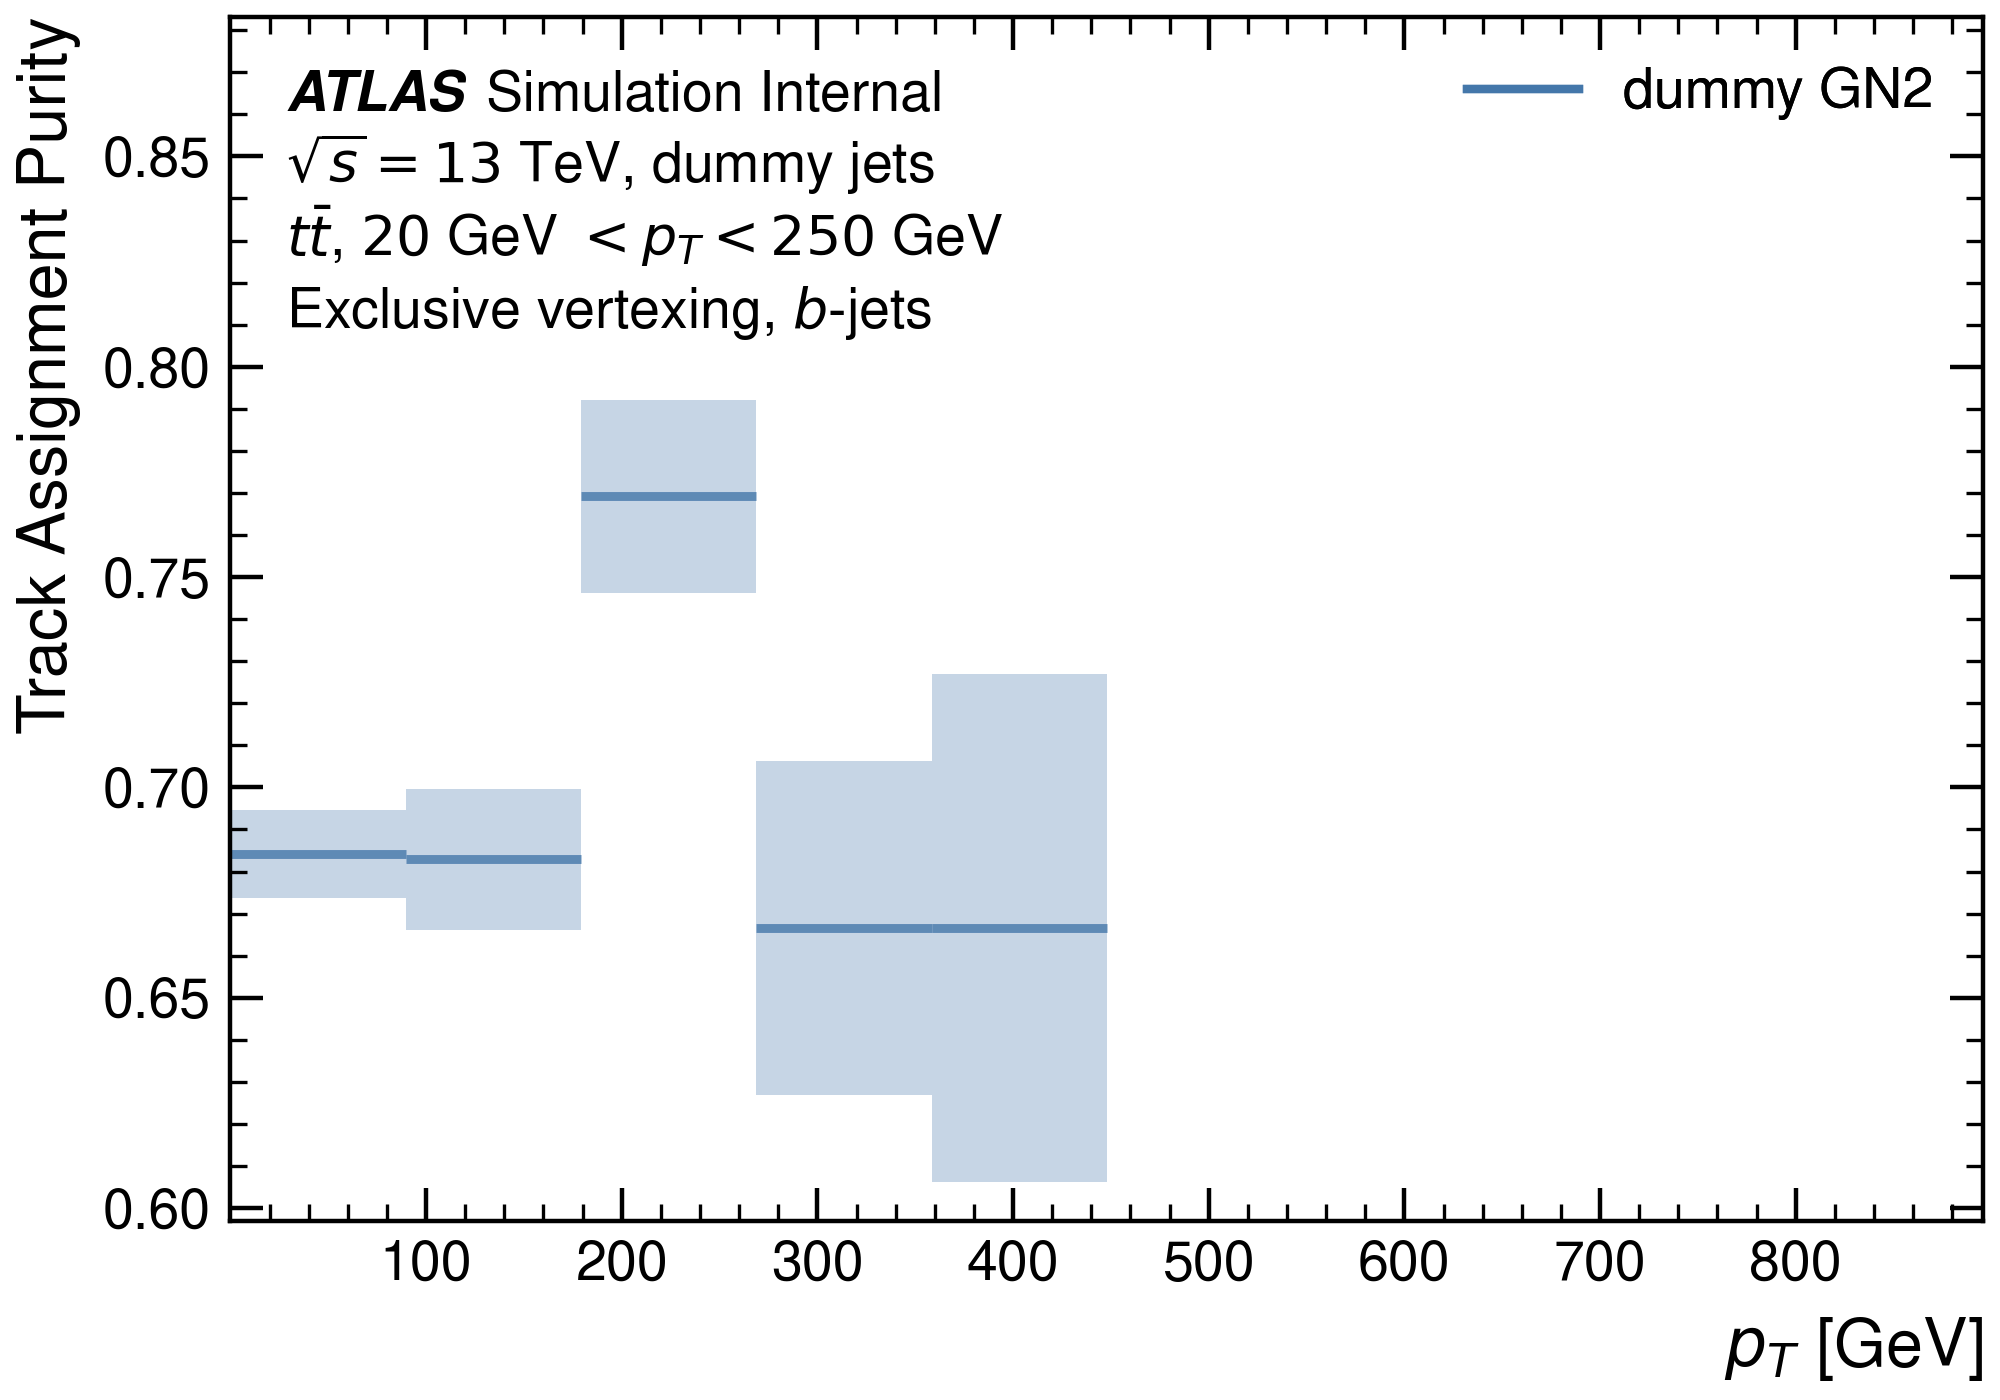 Track Assignment Purity
ATLAS Simulation Internal
√s = 13 TeV, dummy jets
tt̄, 20 GeV < p_T < 250 GeV
Exclusive vertexing, b-jets
dummy GN2
0.85
0.80
0.75
0.70
0.65
0.60
100 200 300 400 500 600 700 800
p_T [GeV]